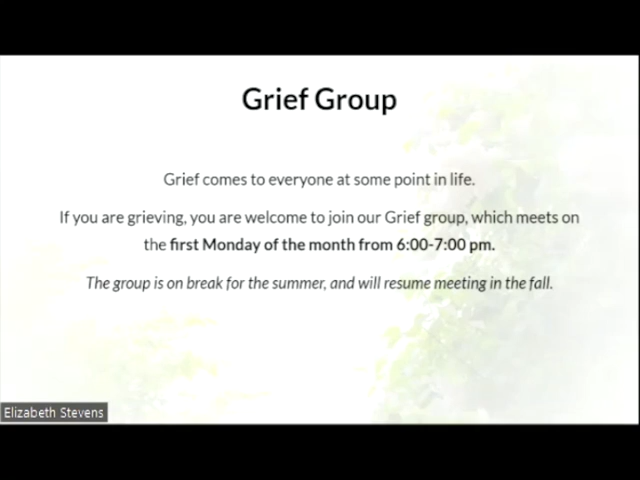 Grief Group
Grief comes to everyone at some point in life.
If you are grieving, you are welcome to join our Grief group, which meets on
the first Monday of the month from 6:00-7:00 pm.
The group is on break for the summer, and will resume meeting in the fall.
Elizabeth Stevens